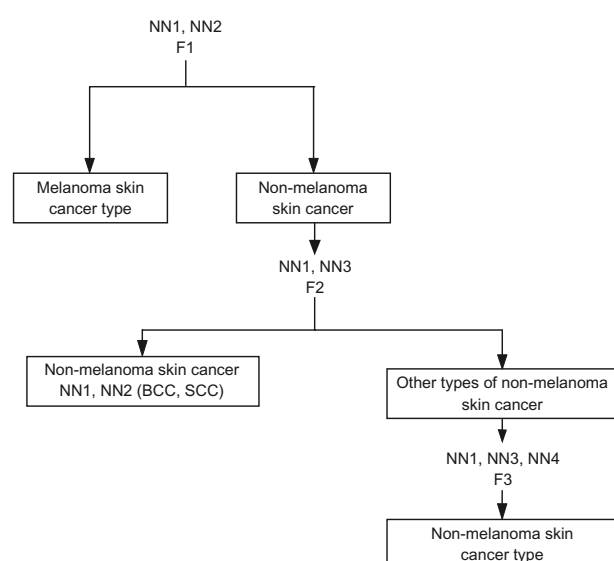 NN1, NN2
F1
Melanoma skin
cancer type
Non-melanoma
skin cancer
NN1, NN3
F2
Non-melanoma skin cancer
NN1, NN2 (BCC, SCC)
Other types of non-melanoma
skin cancer
NN1, NN3, NN4
F3
Non-melanoma skin
cancer type